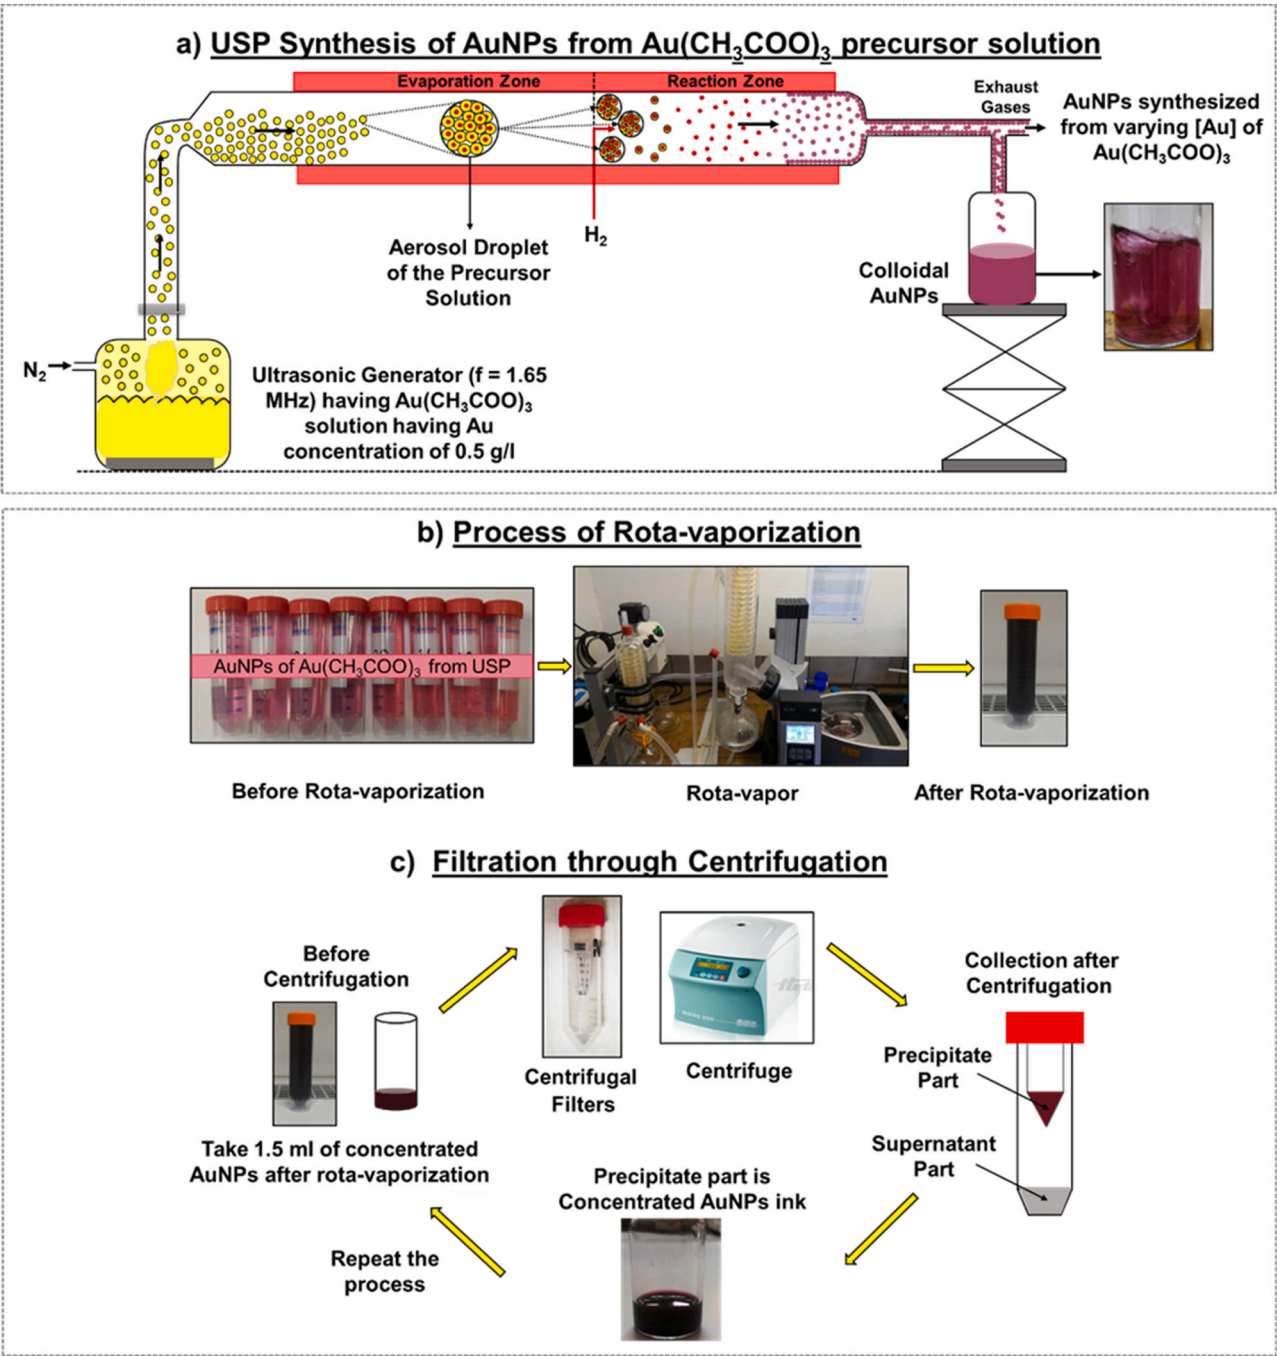 a) USP Synthesis of AuNPs from Au(CH₃COO)₃ precursor solution
Evaporation Zone
Reaction Zone
Exhaust
Gases
AuNPs synthesized
from varying [Au] of
Au(CH₃COO)₃
H₂
Aerosol Droplet
of the Precursor
Solution
Colloidal
AuNPs
N₂
Ultrasonic Generator (f = 1.65
MHz) having Au(CH₃COO)₃
solution having Au
concentration of 0.5 g/l
b) Process of Rota-vaporization
AuNPs of Au(CH₃COO)₃ from USP
Before Rota-vaporization
Rota-vapor
After Rota-vaporization
c) Filtration through Centrifugation
Before
Centrifugation
Take 1.5 ml of concentrated
AuNPs after rota-vaporization
Centrifugal
Filters
Centrifuge
Collection after
Centrifugation
Precipitate
Part
Supernatant
Part
Precipitate part is
Concentrated AuNPs ink
Repeat the
process